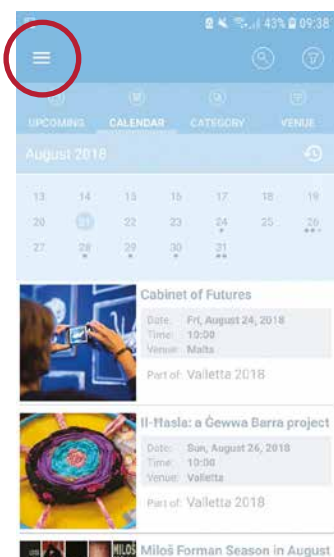 43% 09:38
UPCOMING CALENDAR CATEGORY VENUE
August 2018
13 14 15 16 17 18 19
20 21 22 23 24 25 26
27 28 29 30 31
Cabinet of Futures
Date: Fri, August 24, 2018
Time: 10:00
Venue: Malta
Part of: Valletta 2018
Il-Ħasla: a Ġewwa Barra project
Date: Sun, August 26, 2018
Time: 10:00
Venue: Valletta
Part of: Valletta 2018
MILOS
Miloš Forman Season in August